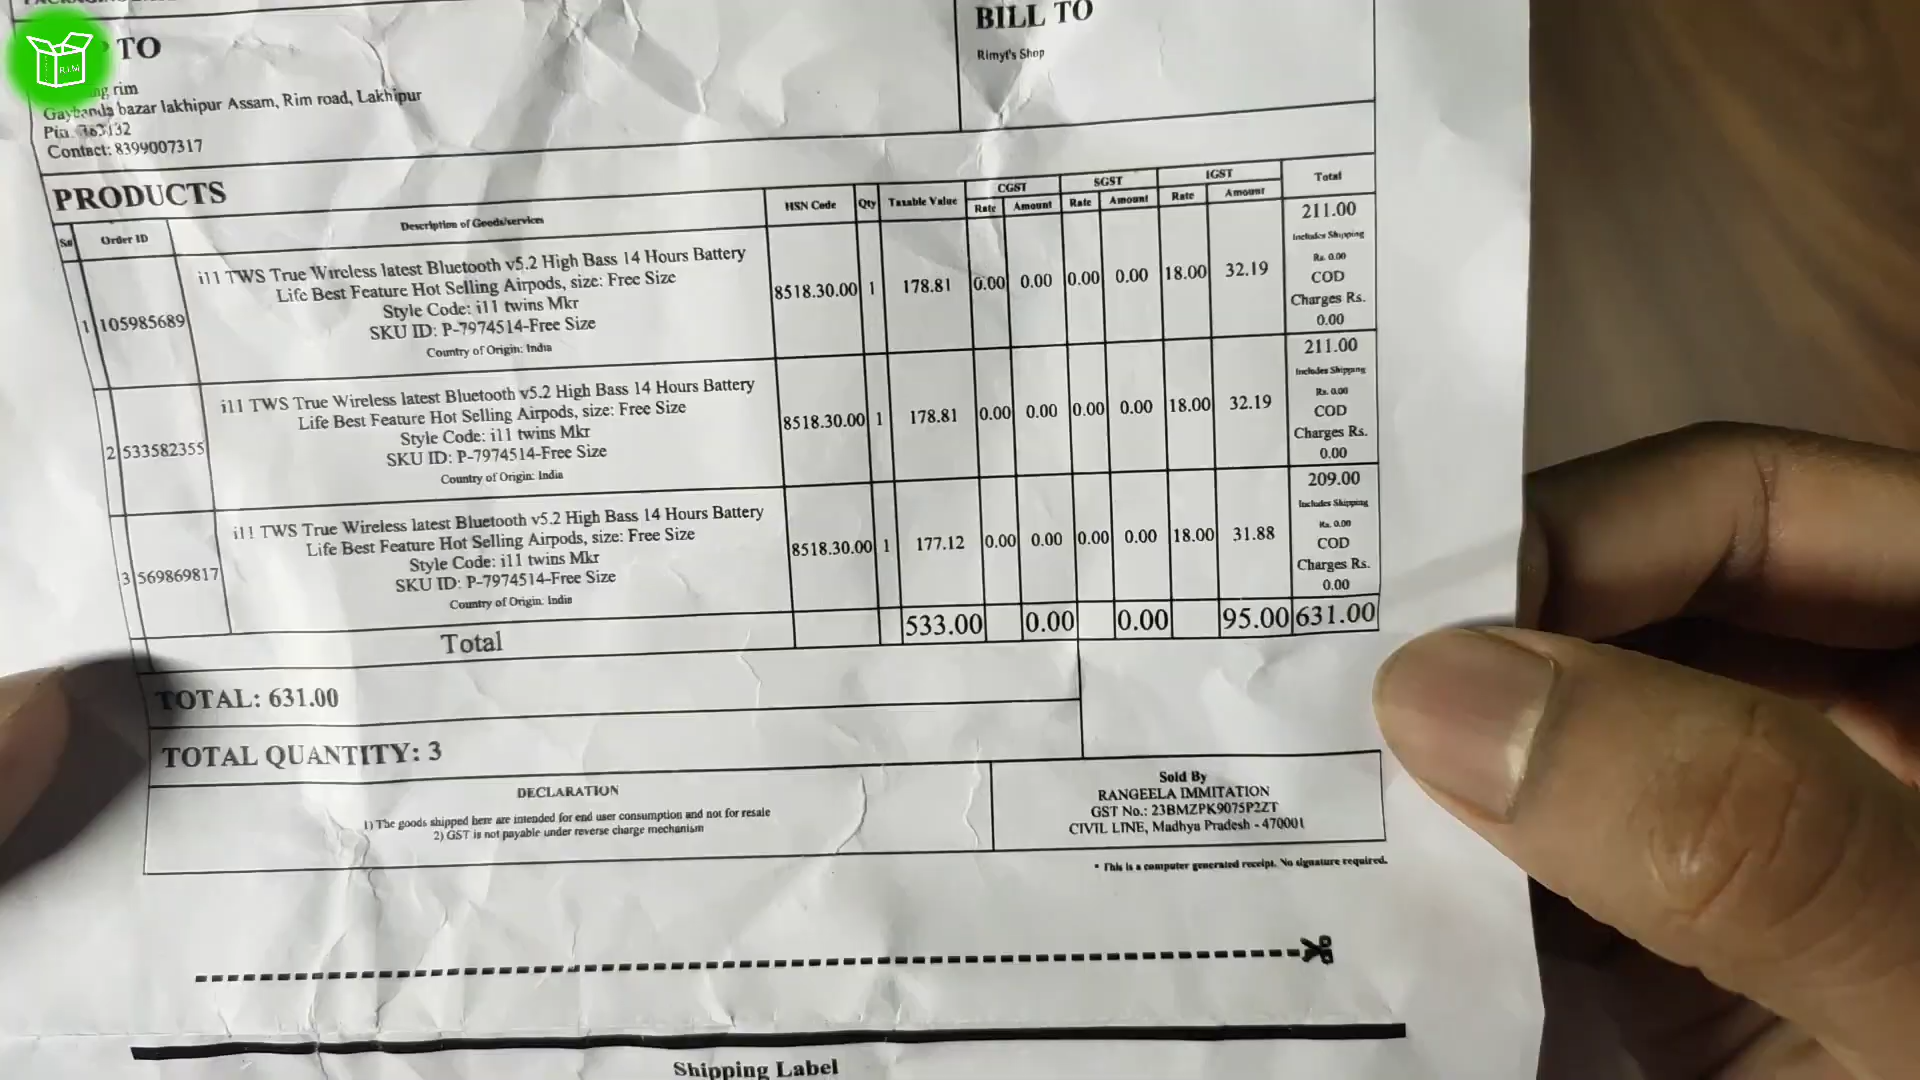 TO
BILL TO
rim
Rimyt's Shop
bazar lakhipur Assam, Rim road, Lakhipur
Pin
Contact: 8399007317
PRODUCTS
Sn Order ID Description of Goods/services HSN Code Qty Taxable Value CGST SGST IGST Total
Rate Amount Rate Amount Rate Amount
1 105985689 i11 TWS True Wireless latest Bluetooth v5.2 High Bass 14 Hours Battery
Life Best Feature Hot Selling Airpods, size: Free Size
Style Code: i11 twins Mkr
SKU ID: P-7974514-Free Size
Country of Origin: India
8518.30.00 1 178.81 0.00 0.00 0.00 0.00 18.00 32.19
211.00
Includes Shipping
Rs. 0.00
COD
Charges Rs.
0.00
2 533582355 i11 TWS True Wireless latest Bluetooth v5.2 High Bass 14 Hours Battery
Life Best Feature Hot Selling Airpods, size: Free Size
Style Code: i11 twins Mkr
SKU ID: P-7974514-Free Size
Country of Origin: India
8518.30.00 1 178.81 0.00 0.00 0.00 0.00 18.00 32.19
211.00
Includes Shipping
Rs. 0.00
COD
Charges Rs.
0.00
3 569869817 i11 TWS True Wireless latest Bluetooth v5.2 High Bass 14 Hours Battery
Life Best Feature Hot Selling Airpods, size: Free Size
Style Code: i11 twins Mkr
SKU ID: P-7974514-Free Size
Country of Origin: India
8518.30.00 1 177.12 0.00 0.00 0.00 0.00 18.00 31.88
209.00
Includes Shipping
Rs. 0.00
COD
Charges Rs.
0.00
Total 533.00 0.00 0.00 95.00 631.00
TOTAL: 631.00
TOTAL QUANTITY: 3
DECLARATION
1) The goods shipped here are intended for end user consumption and not for resale
2) GST is not payable under reverse charge mechanism
Sold By
RANGEELA IMMITATION
GST No.: 23BMZPK9075P2ZT
CIVIL LINE, Madhya Pradesh - 470001
* This is a computer generated receipt. No signature required.
Shipping Label
R.I.M